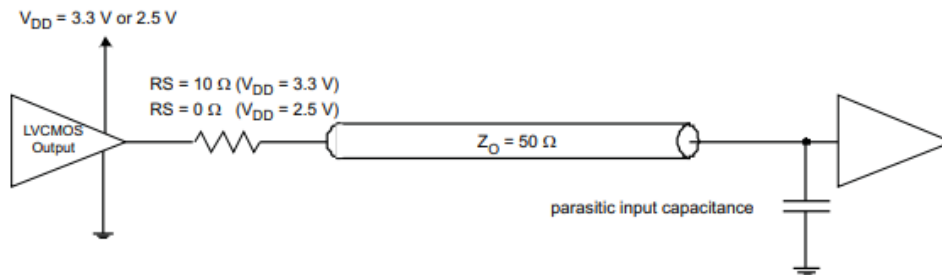 V_DD = 3.3 V or 2.5 V
RS = 10 Ω (V_DD = 3.3 V)
RS = 0 Ω (V_DD = 2.5 V)
LVCMOS
Output
Z_O = 50 Ω
parasitic input capacitance